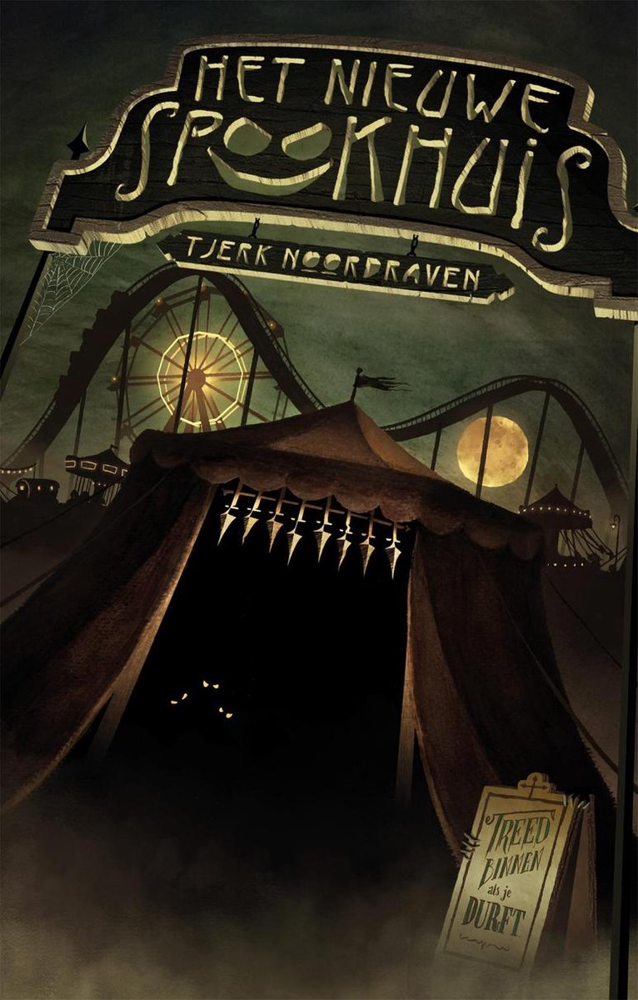 HET NIEUWE
SPOOKHUiS
TJERK NOORDRAVEN
TREED
BINNEN
als je
DURFT